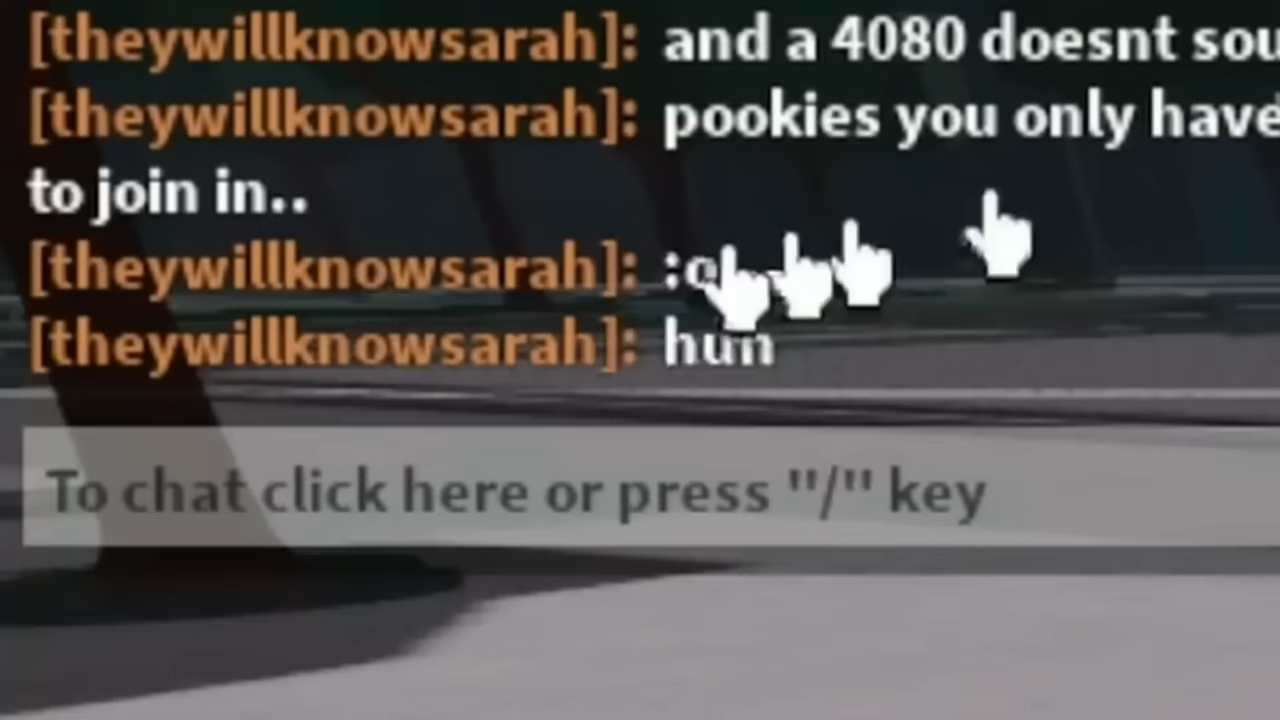 [theywillknowsarah]: and a 4080 doesnt
[theywillknowsarah]: pookies you only have
to join in..
[theywillknowsarah]:
[theywillknowsarah]: hun
To chat click here or press "/" key